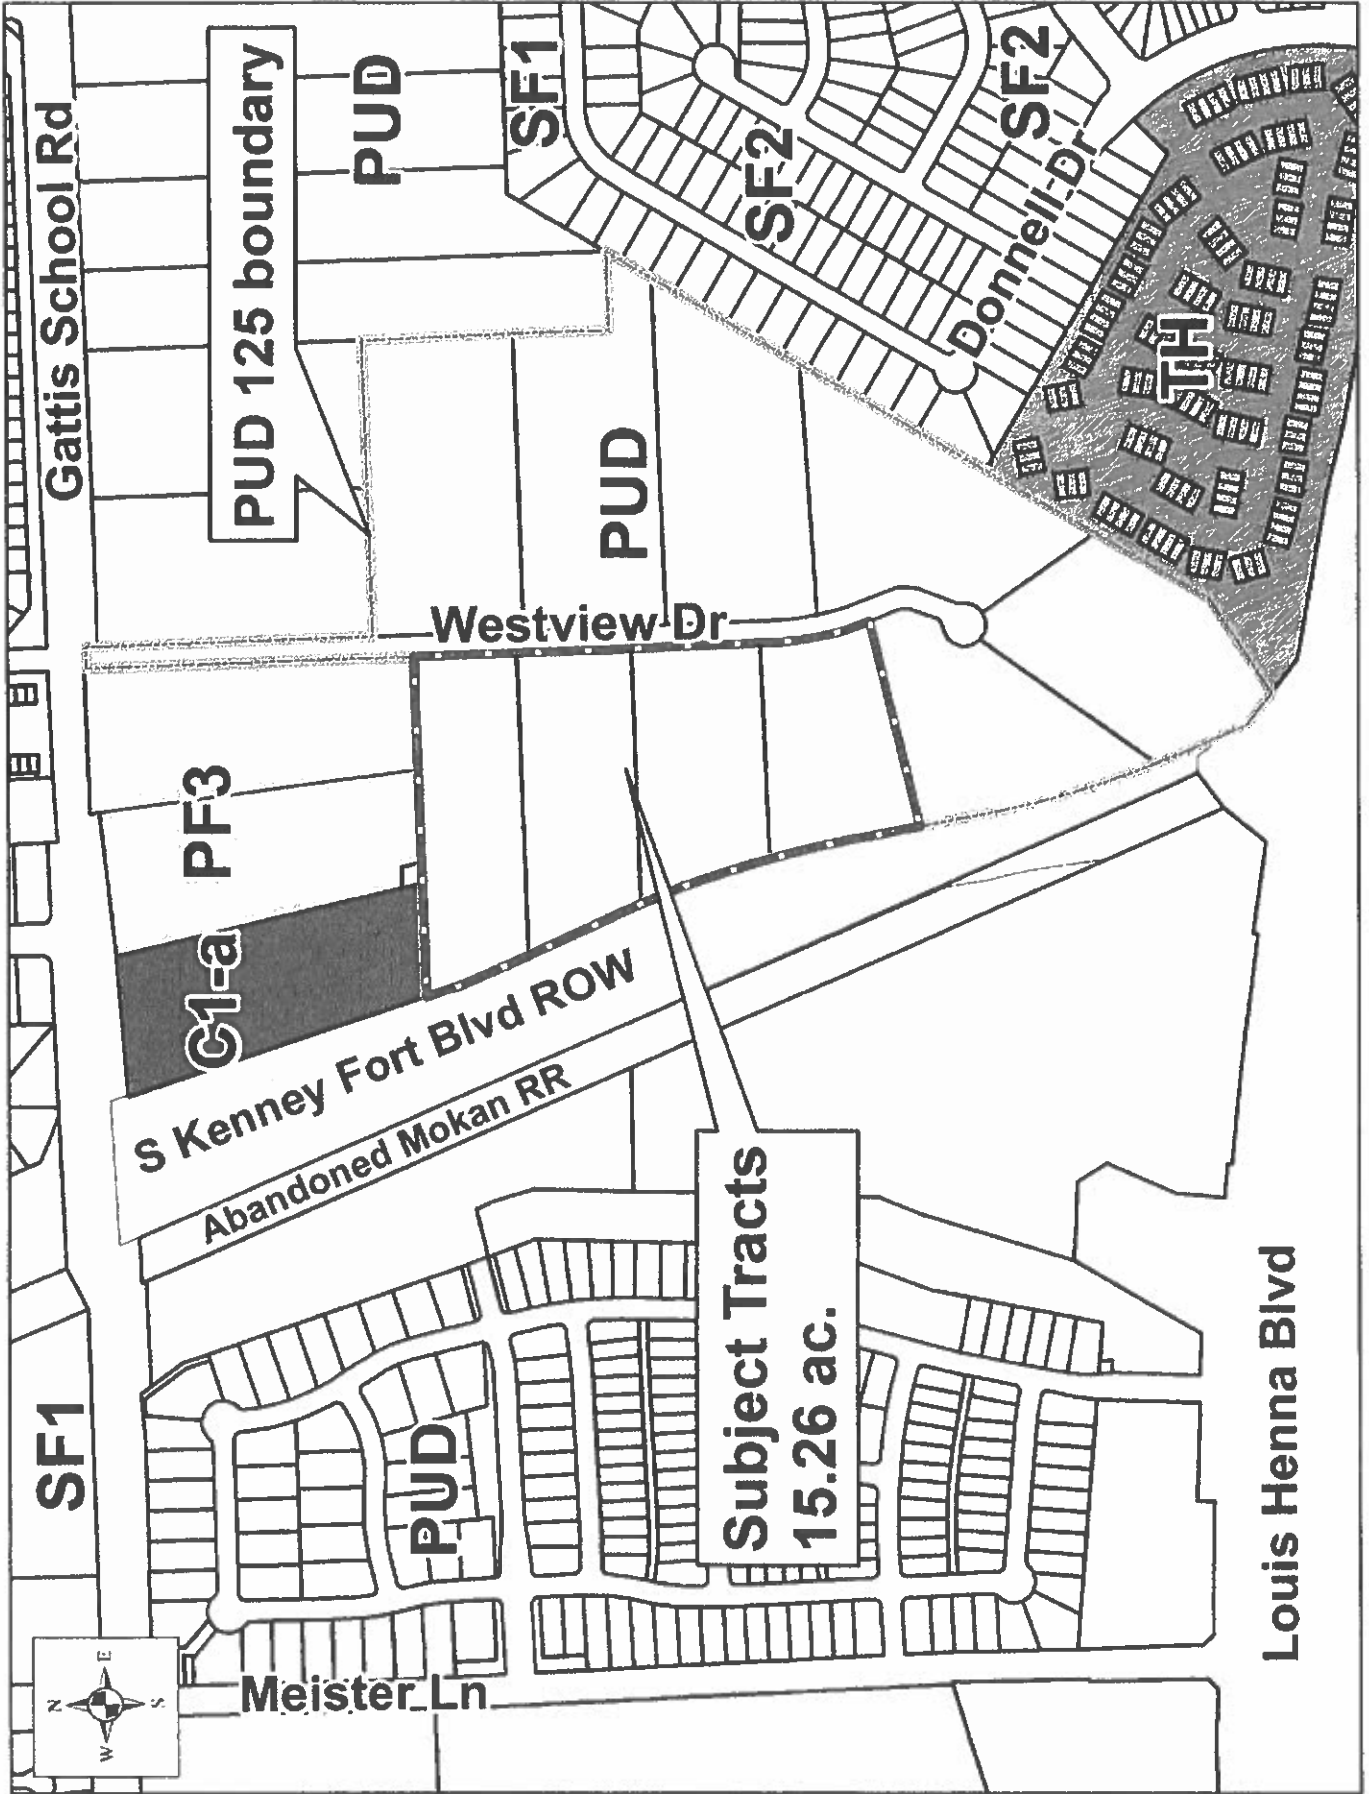 Gattis School Rd
SF1
PUD 125 boundary
PUD
SF1
SF2
SF2
Donnell Dr
TH
PUD
Westview Dr
PF3
C1-a
S Kenney Fort Blvd ROW
Abandoned Mokan RR
Subject Tracts
15.26 ac.
PUD
Meister Ln
Louis Henna Blvd
N
E
S
W